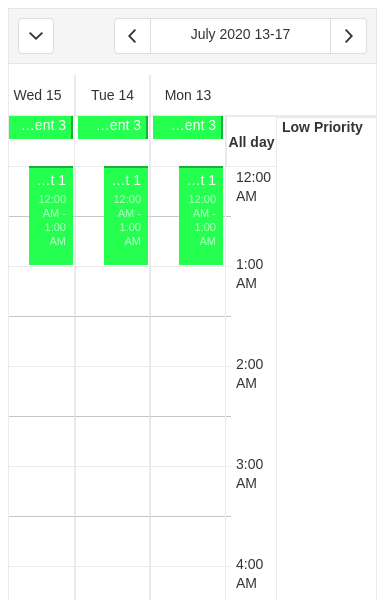 July 2020 13-17
Wed 15
Tue 14
Mon 13
…ent 3
…ent 3
…ent 3
All day
Low Priority
…t 1
12:00
AM -
1:00
AM
…t 1
12:00
AM -
1:00
AM
…t 1
12:00
AM -
1:00
AM
12:00
AM
1:00
AM
2:00
AM
3:00
AM
4:00
AM